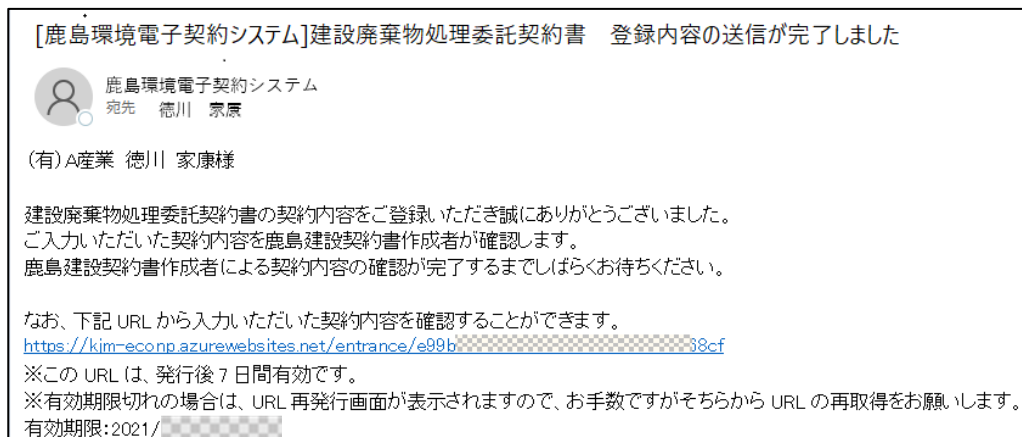 [鹿島環境電子契約システム]建設廃棄物処理委託契約書　登録内容の送信が完了しました
鹿島環境電子契約システム
宛先　徳川　家康
(有)A産業 徳川 家康様
建設廃棄物処理委託契約書の契約内容をご登録いただき誠にありがとうございました。
ご入力いただいた契約内容を鹿島建設契約書作成者が確認します。
鹿島建設契約書作成者による契約内容の確認が完了するまでしばらくお待ちください。
なお、下記 URL から入力いただいた契約内容を確認することができます。
https://kjm-econp.azurewebsites.net/entrance/e99b 68cf
※この URL は、発行後 7 日間有効です。
※有効期限切れの場合は、URL 再発行画面が表示されますので、お手数ですがそちらから URL の再取得をお願いします。
有効期限:2021/